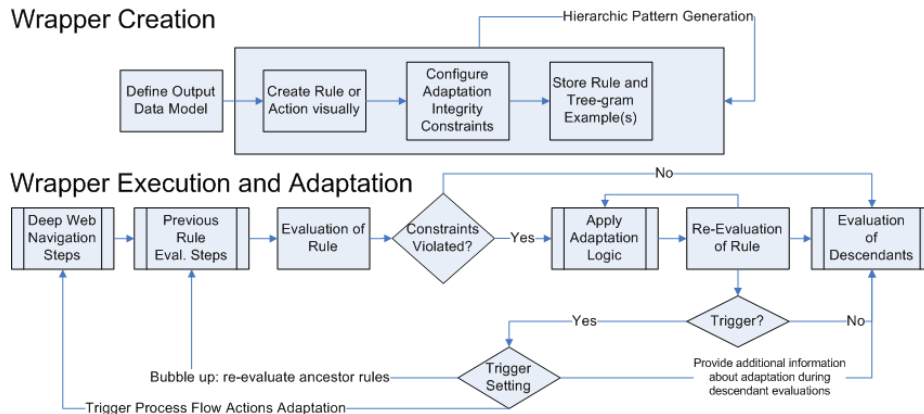 Wrapper Creation
Hierarchic Pattern Generation
Define Output
Data Model
Create Rule or
Action visually
Configure
Adaptation
Integrity
Constraints
Store Rule and
Tree-gram
Example(s)
Wrapper Execution and Adaptation
No
Deep Web
Navigation
Steps
Previous
Rule
Eval. Steps
Evaluation of
Rule
Constraints
Violated?
Yes
Apply
Adaptation
Logic
Re-Evaluation
of Rule
Evaluation
of
Descendants
Trigger?
Yes
No
Trigger
Setting
Bubble up: re-evaluate ancestor rules
Provide additional information
about adaptation during
descendant evaluations
Trigger Process Flow Actions Adaptation